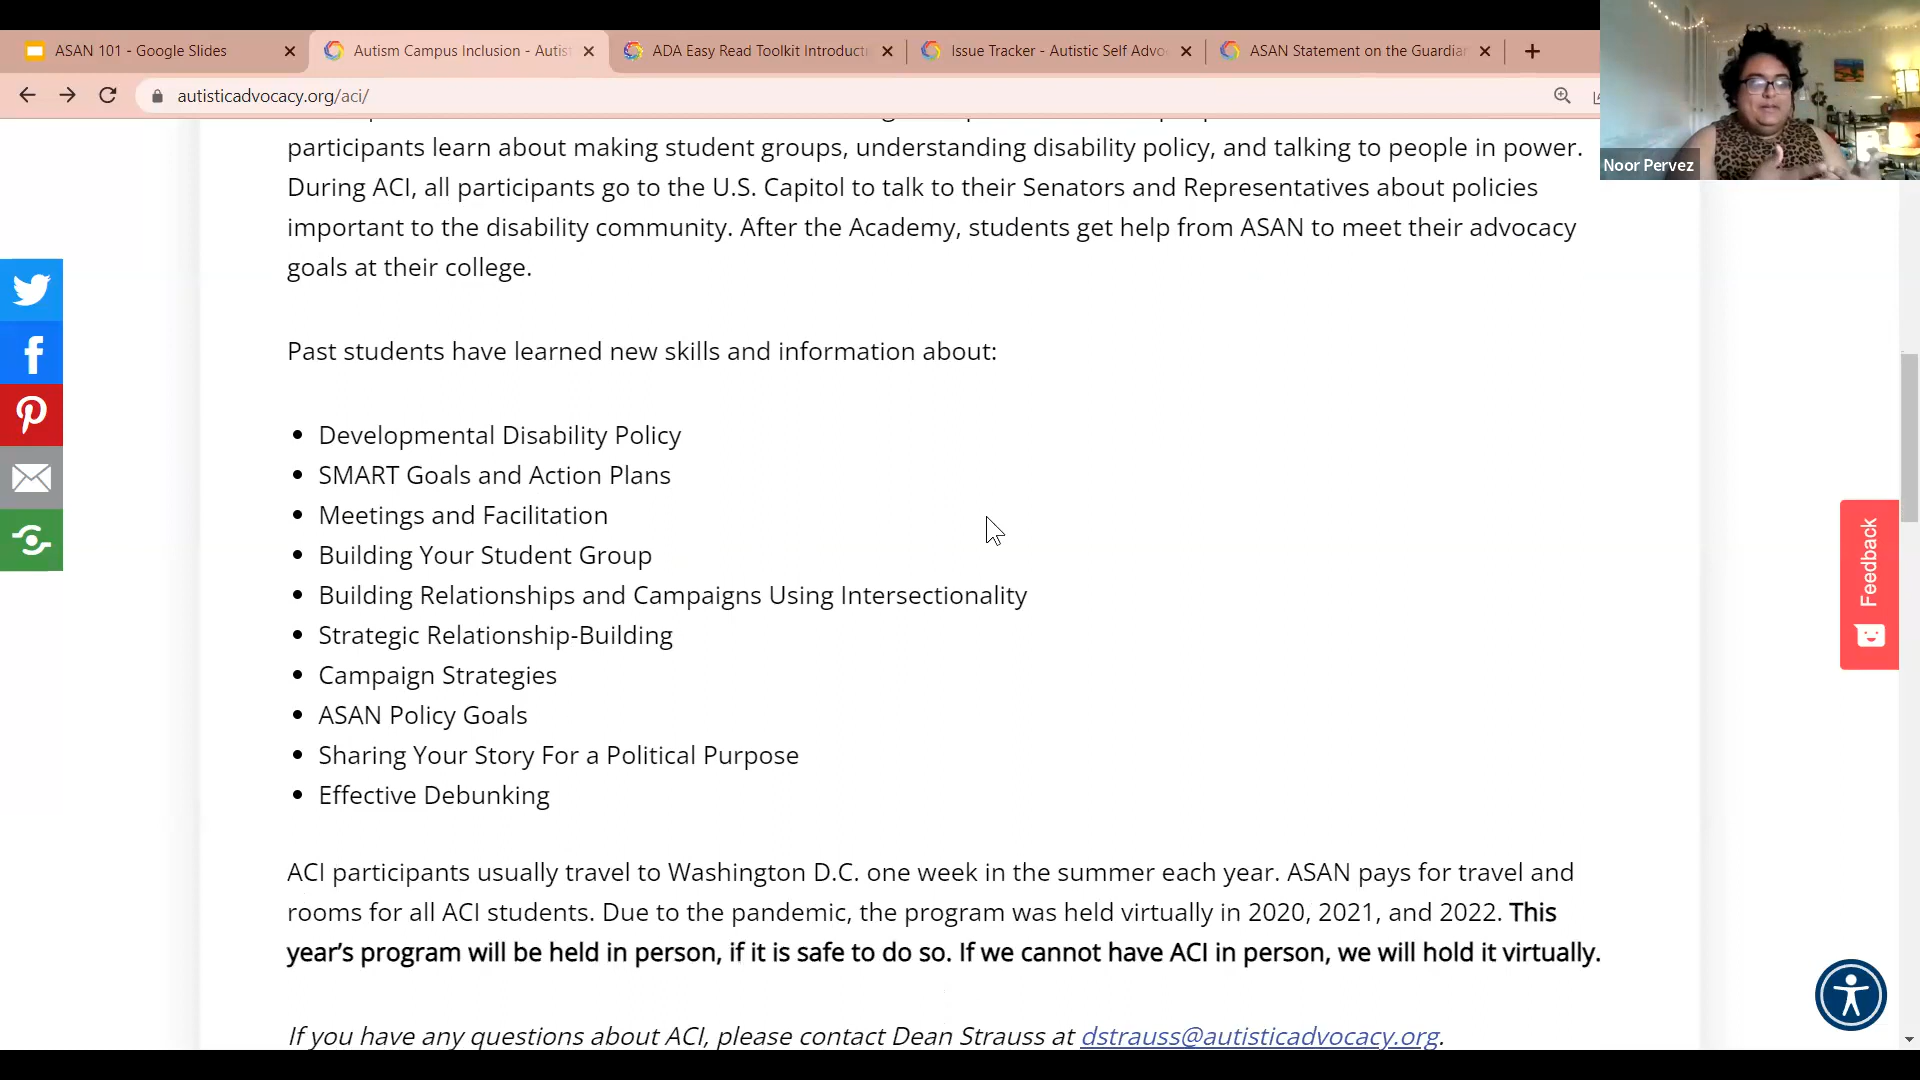 ASAN 101 - Google Slides
Autism Campus Inclusion - Autist
ADA Easy Read Toolkit Introducti
Issue Tracker - Autistic Self Advo
ASAN Statement on the Guardian
autisticadvocacy.org/aci/
Noor Pervez
participants learn about making student groups, understanding disability policy, and talking to people in power.
During ACI, all participants go to the U.S. Capitol to talk to their Senators and Representatives about policies
important to the disability community. After the Academy, students get help from ASAN to meet their advocacy
goals at their college.
Past students have learned new skills and information about:
Developmental Disability Policy
SMART Goals and Action Plans
Meetings and Facilitation
Building Your Student Group
Building Relationships and Campaigns Using Intersectionality
Strategic Relationship-Building
Campaign Strategies
ASAN Policy Goals
Sharing Your Story For a Political Purpose
Effective Debunking
Feedback
ACI participants usually travel to Washington D.C. one week in the summer each year. ASAN pays for travel and
rooms for all ACI students. Due to the pandemic, the program was held virtually in 2020, 2021, and 2022. This
year’s program will be held in person, if it is safe to do so. If we cannot have ACI in person, we will hold it virtually.
If you have any questions about ACI, please contact Dean Strauss at dstrauss@autisticadvocacy.org.